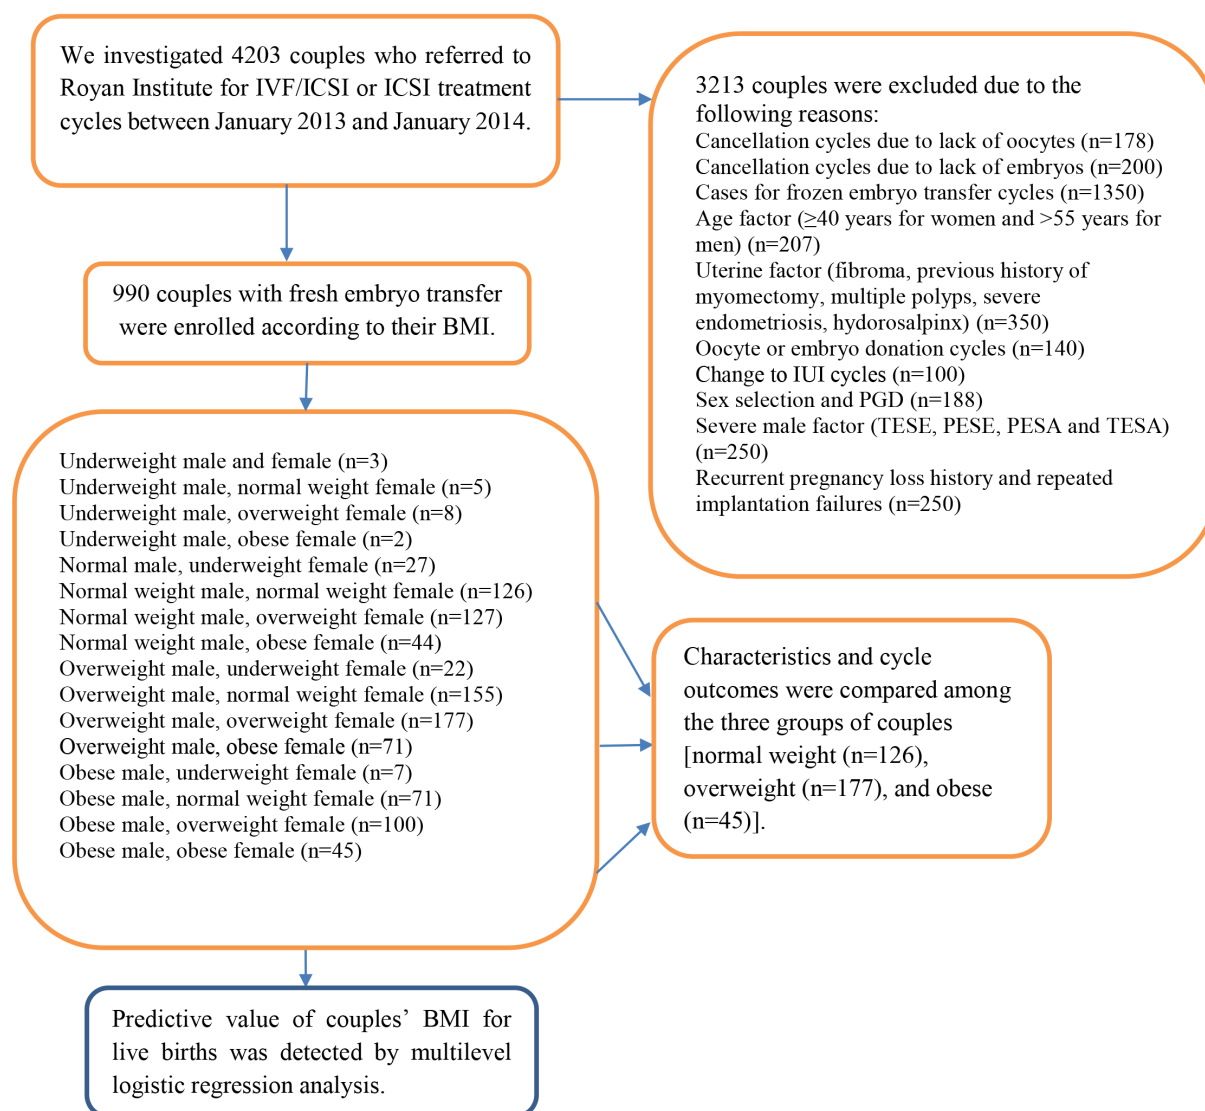 We investigated 4203 couples who referred to
Royan Institute for IVF/ICSI or ICSI treatment
cycles between January 2013 and January 2014.
3213 couples were excluded due to the
following reasons:
Cancellation cycles due to lack of oocytes (n=178)
Cancellation cycles due to lack of embryos (n=200)
Cases for frozen embryo transfer cycles (n=1350)
Age factor (≥40 years for women and >55 years for
men) (n=207)
Uterine factor (fibroma, previous history of
myomectomy, multiple polyps, severe
endometriosis, hydorosalpinx) (n=350)
Oocyte or embryo donation cycles (n=140)
Change to IUI cycles (n=100)
Sex selection and PGD (n=188)
Severe male factor (TESE, PESE, PESA and TESA)
(n=250)
Recurrent pregnancy loss history and repeated
implantation failures (n=250)
990 couples with fresh embryo transfer
were enrolled according to their BMI.
Underweight male and female (n=3)
Underweight male, normal weight female (n=5)
Underweight male, overweight female (n=8)
Underweight male, obese female (n=2)
Normal male, underweight female (n=27)
Normal weight male, normal weight female (n=126)
Normal weight male, overweight female (n=127)
Normal weight male, obese female (n=44)
Overweight male, underweight female (n=22)
Overweight male, normal weight female (n=155)
Overweight male, overweight female (n=177)
Overweight male, obese female (n=71)
Obese male, underweight female (n=7)
Obese male, normal weight female (n=71)
Obese male, overweight female (n=100)
Obese male, obese female (n=45)
Characteristics and cycle
outcomes were compared among
the three groups of couples
[normal weight (n=126),
overweight (n=177), and obese
(n=45)].
Predictive value of couples’ BMI for
live births was detected by multilevel
logistic regression analysis.